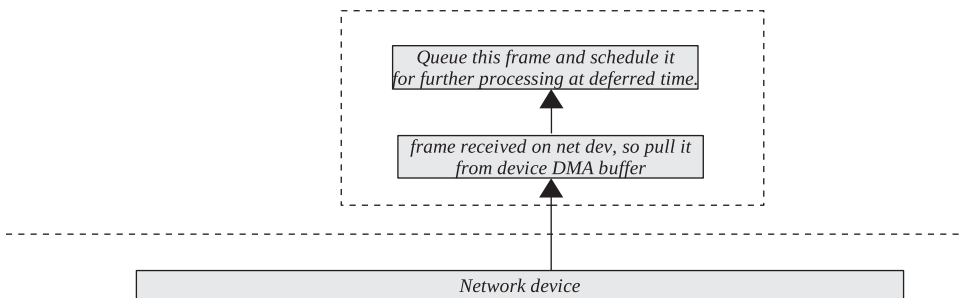 Queue this frame and schedule it
for further processing at deferred time.
frame received on net dev, so pull it
from device DMA buffer
Network device